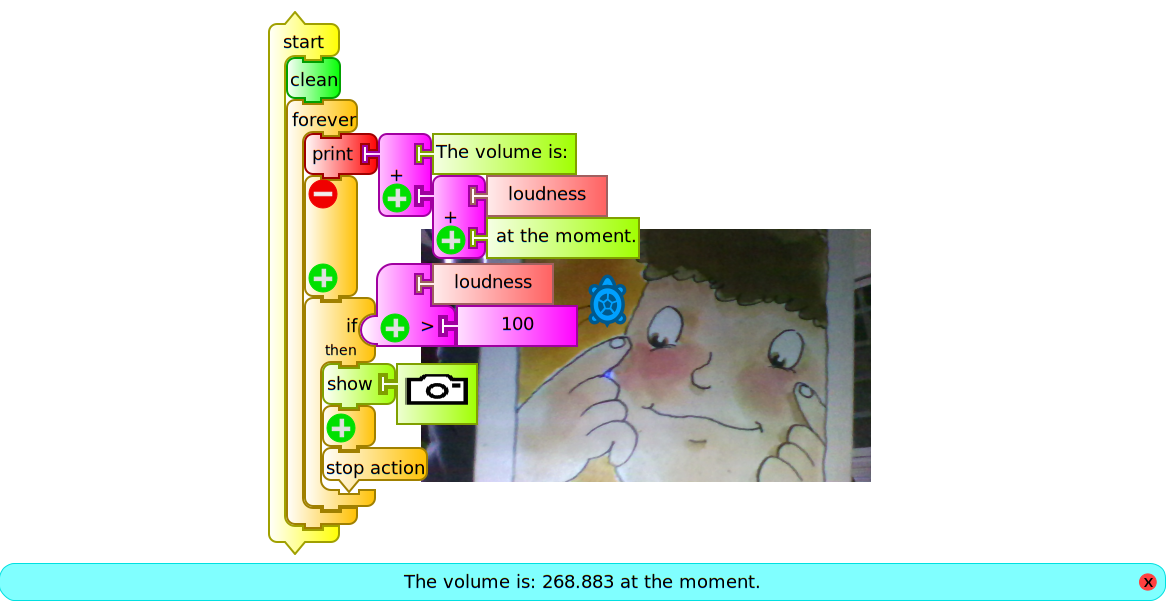 start
clean
forever
print
+
The volume is:
+
loudness
at the moment.
loudness
if
>
100
then
show
stop action
The volume is: 268.883 at the moment.
x